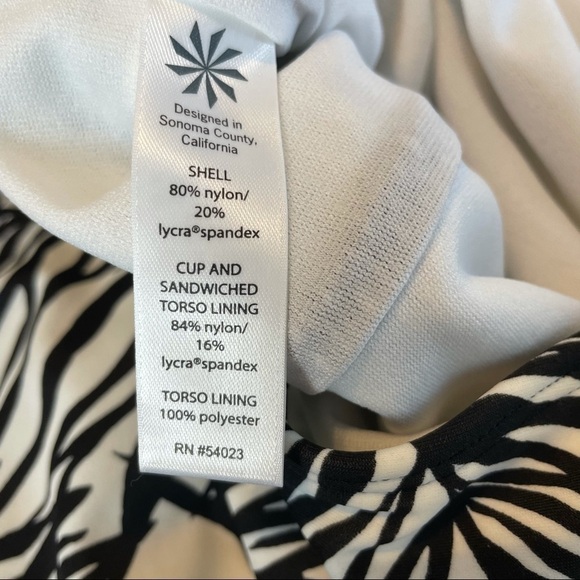 Designed in
Sonoma County,
California
SHELL
80% nylon/
20%
lycra®spandex
CUP AND
SANDWICHED
TORSO LINING
84% nylon/
16%
lycra®spandex
TORSO LINING
100% polyester
RN #54023